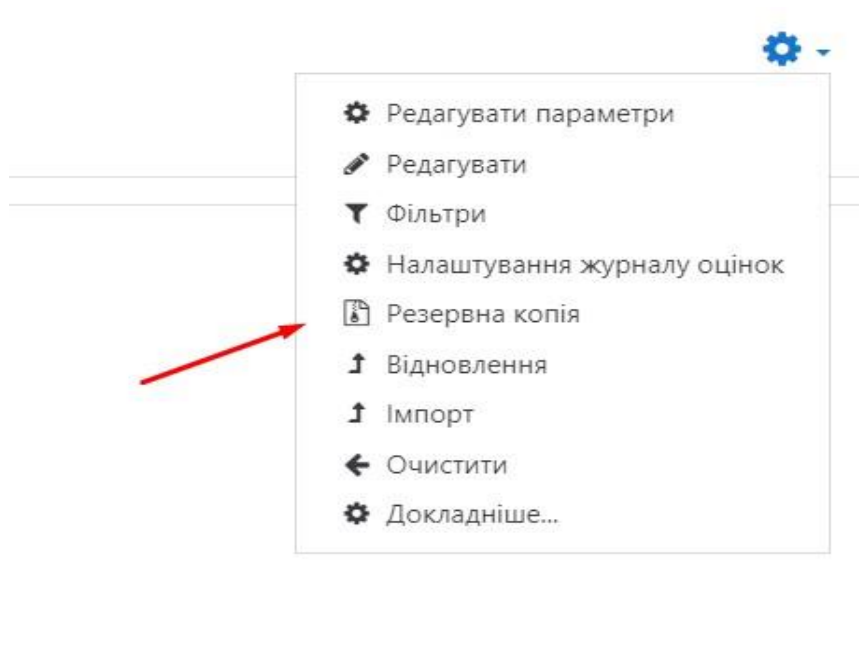 Редагувати параметри
Редагувати
Фільтри
Налаштування журналу оцінок
Резервна копія
Відновлення
Імпорт
Очистити
Докладніше...